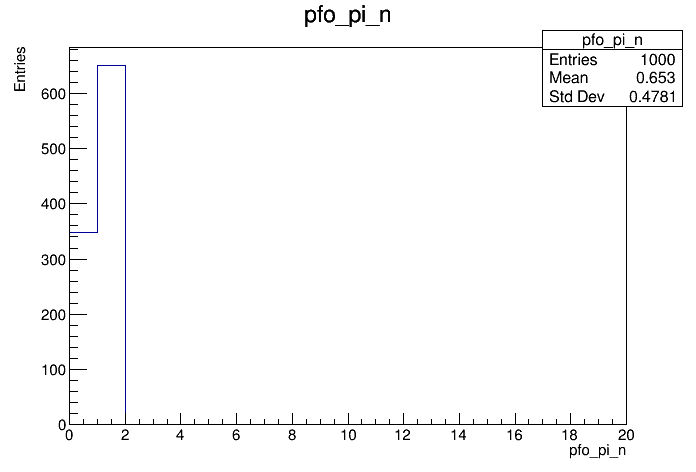 pfo_pi_n
pfo_pi_n
Entries 1000
Mean 0.653
Std Dev 0.4781
Entries
600
500
400
300
200
100
0
0 2 4 6 8 10 12 14 16 18 20
pfo_pi_n